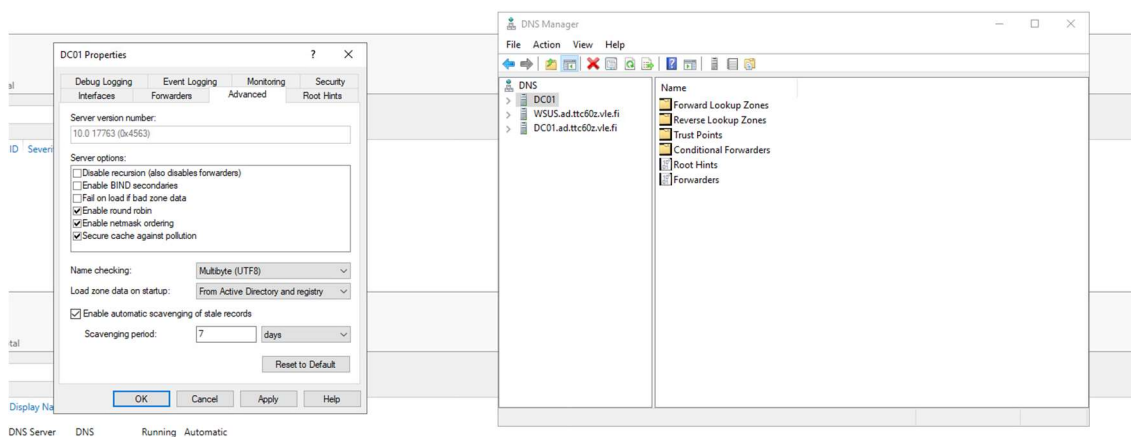 DC01 Properties
Debug Logging Event Logging Monitoring Security
Interfaces Forwarders Advanced Root Hints
Server version number:
10.0 17763 (0x4563)
Server options:
Disable recursion (also disables forwarders)
Enable BIND secondaries
Fail on load if bad zone data
Enable round robin
Enable netmask ordering
Secure cache against pollution
Name checking: Multibyte (UTF8)
Load zone data on startup: From Active Directory and registry
Enable automatic scavenging of stale records
Scavenging period: 7 days
Reset to Default
OK Cancel Apply Help
ID Severi
tal
Display Na
DNS Server DNS Running Automatic
DNS Manager
File Action View Help
DNS
DC01
WSUS.ad.ttc60z.vle.fi
DC01.ad.ttc60z.vle.fi
Name
Forward Lookup Zones
Reverse Lookup Zones
Trust Points
Conditional Forwarders
Root Hints
Forwarders